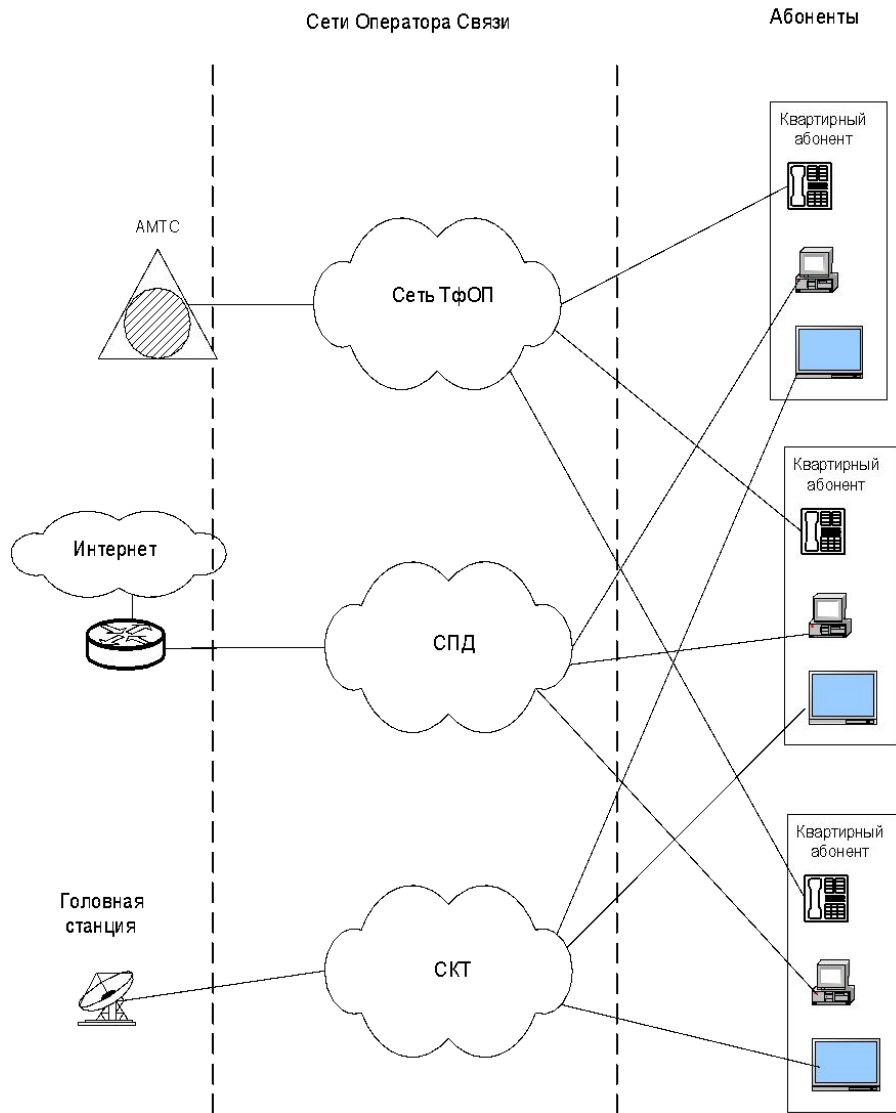 Сети Оператора Связи
Абоненты
Квартирный
абонент
АМТС
Сеть ТфОП
Квартирный
абонент
Интернет
СПД
Квартирный
абонент
Головная
станция
СКТ